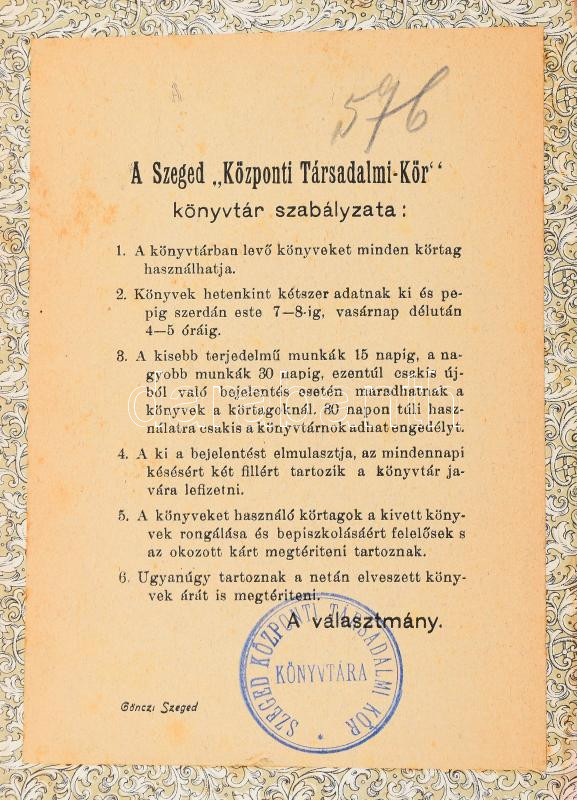 596
A Szeged „Központi Társadalmi-Kör“
könyvtár szabályzata:
1. A könyvtárban levő könyveket minden körtag
használhatja.
2. Könyvek hetenkint kétszer adatnak ki és pe-
pig szerdán este 7—8-ig, vasárnap délután
4—5 óráig.
3. A kisebb terjedelmű munkák 15 napig, a na-
gyobb munkák 30 napig, ezentúl csakis új-
ból való bejelentés esetén maradhatnak a
könyvek a körtagoknál. 30 napon túli hasz-
nálatra csakis a könyvtárnok adhat engedélyt.
4. A ki a bejelentést elmulasztja, az mindennapi
késésért két fillért tartozik a könyvtár ja-
vára lefizetni.
5. A könyveket használó körtagok a kivett köny-
vek rongálása és bepiszkolásáért felelősek s
az okozott kárt megtériteni tartoznak.
6. Ugyanúgy tartoznak a netán elveszett köny-
vek árát is megtériteni.
A választmány.
SZEGED KÖZPONTI TÁRSADALMI KÖR
KÖNYVTÁRA
Gönczi Szeged